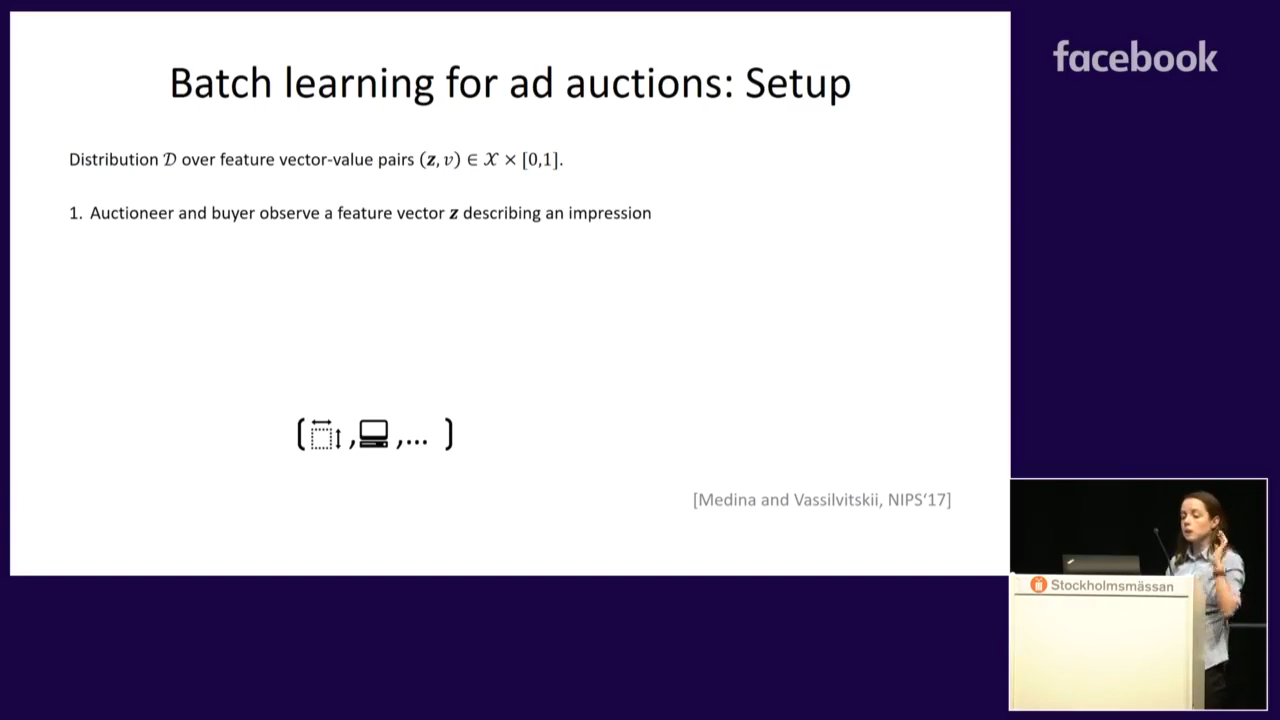 Batch learning for ad auctions: Setup
facebook
Distribution 𝒟 over feature vector-value pairs (𝒛, 𝑣) ∈ 𝒳 × [0,1].
1. Auctioneer and buyer observe a feature vector 𝒛 describing an impression
( , ,... )
[Medina and Vassilvitskii, NIPS'17]
Stockholmsmässan